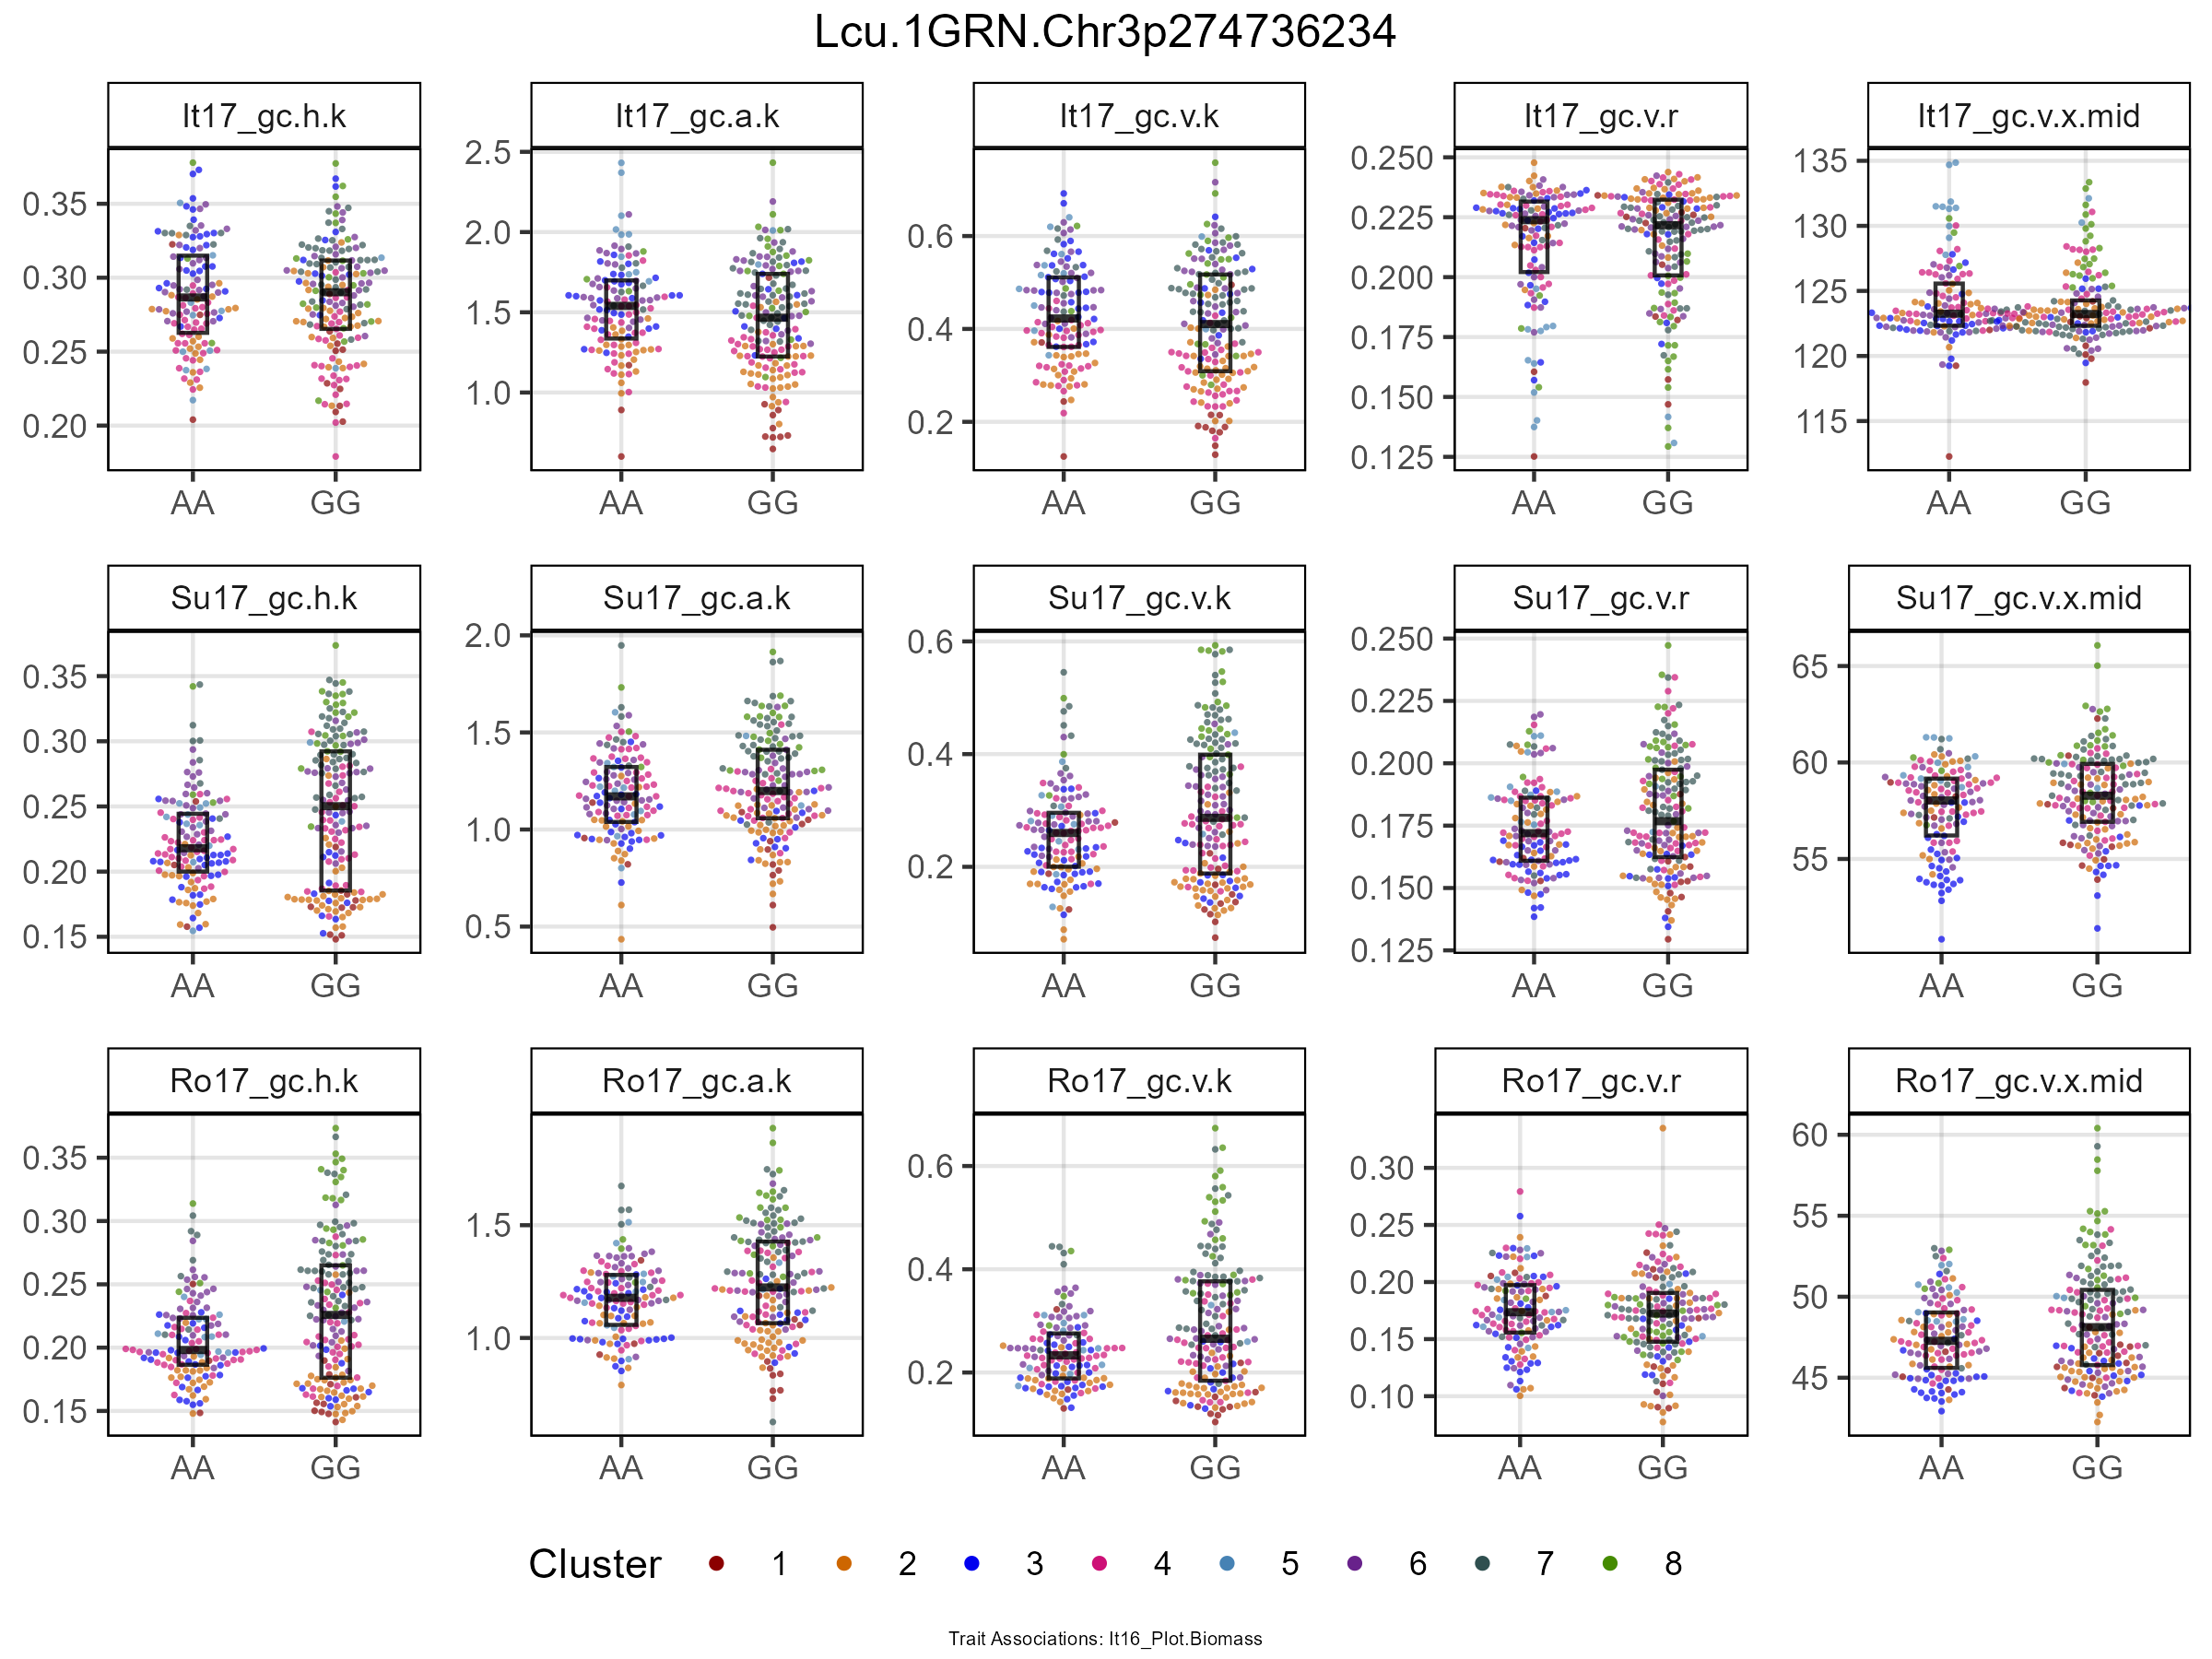 Lcu.1GRN.Chr3p274736234
It17_gc.h.k It17_gc.a.k It17_gc.v.k It17_gc.v.r It17_gc.v.x.mid
0.35 0.30 0.25 0.20 2.5 2.0 1.5 1.0 0.6 0.4 0.2 0.250 0.225 0.200 0.175 0.150 0.125 135 130 125 120 115
AA GG AA GG AA GG AA GG AA GG
Su17_gc.h.k Su17_gc.a.k Su17_gc.v.k Su17_gc.v.r Su17_gc.v.x.mid
0.35 0.30 0.25 0.20 0.15 2.0 1.5 1.0 0.5 0.6 0.4 0.2 0.250 0.225 0.200 0.175 0.150 0.125 65 60 55
AA GG AA GG AA GG AA GG AA GG
Ro17_gc.h.k Ro17_gc.a.k Ro17_gc.v.k Ro17_gc.v.r Ro17_gc.v.x.mid
0.35 0.30 0.25 0.20 0.15 1.5 1.0 0.6 0.4 0.2 0.30 0.25 0.20 0.15 0.10 60 55 50 45
AA GG AA GG AA GG AA GG AA GG
Cluster 1 2 3 4 5 6 7 8
Trait Associations: It16_Plot.Biomass